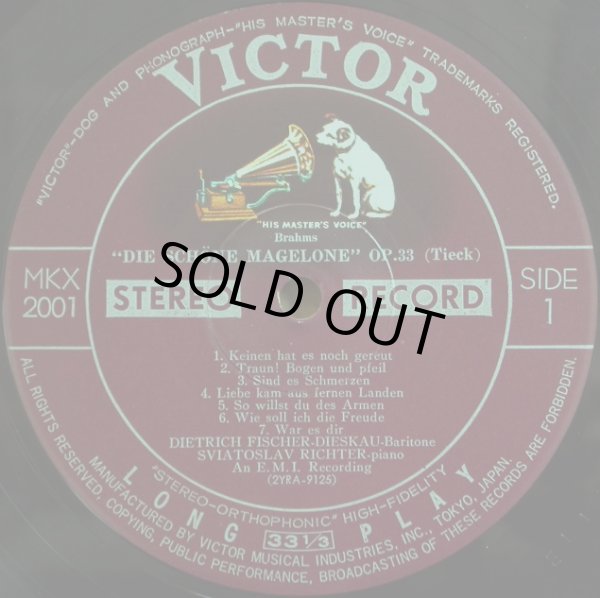 "VICTOR"-DOG AND PHONOGRAPH-"HIS MASTER'S VOICE" TRADEMARKS REGISTERED.
VICTOR
"HIS MASTER'S VOICE"
Brahms
"DIE SCHÖNE MAGELONE" OP.33 (Tieck)
MKX
2001
SIDE
1
STEREO RECORD
SOLD OUT
1. Keinen hat es noch gereut
2. Traun! Bogen und pfeil
3. Sind es Schmerzen
4. Liebe kam aus fernen Landen
5. So willst du des Armen
6. Wie soll ich die Freude
7. War es dir
DIETRICH FISCHER-DIESKAU-Baritone
SVIATOSLAV RICHTER-piano
An E.M.I. Recording
(2YRA-9125)
"STEREO-ORTHOPHONIC" HIGH-FIDELITY
LONG 33 1/3 PLAY
MANUFACTURED BY VICTOR MUSICAL INDUSTRIES, INC., TOKYO, JAPAN.
ALL RIGHTS RESERVED, COPYING, PUBLIC PERFORMANCE, BROADCASTING OF THESE RECORDS ARE FORBIDDEN.